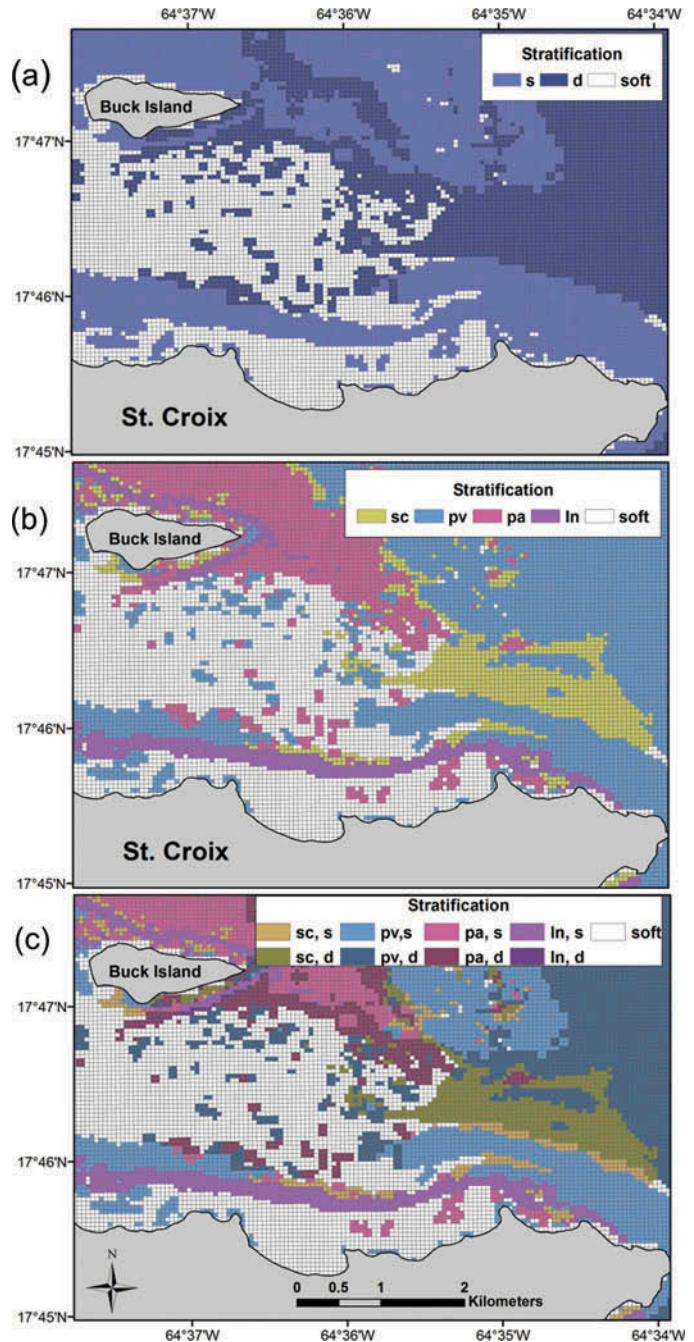 64°37'W 64°36'W 64°35'W 64°34'W
(a)
Stratification
s d soft
Buck Island
17°47'N
17°46'N
St. Croix
17°45'N
(b)
Stratification
sc pv pa ln soft
Buck Island
17°47'N
17°46'N
St. Croix
17°45'N
(c)
Stratification
sc, s pv,s pa, s ln, s soft
sc, d pv, d pa, d ln, d
Buck Island
17°47'N
17°46'N
N
0 0.5 1 2
Kilometers
17°45'N
64°37'W 64°36'W 64°35'W 64°34'W